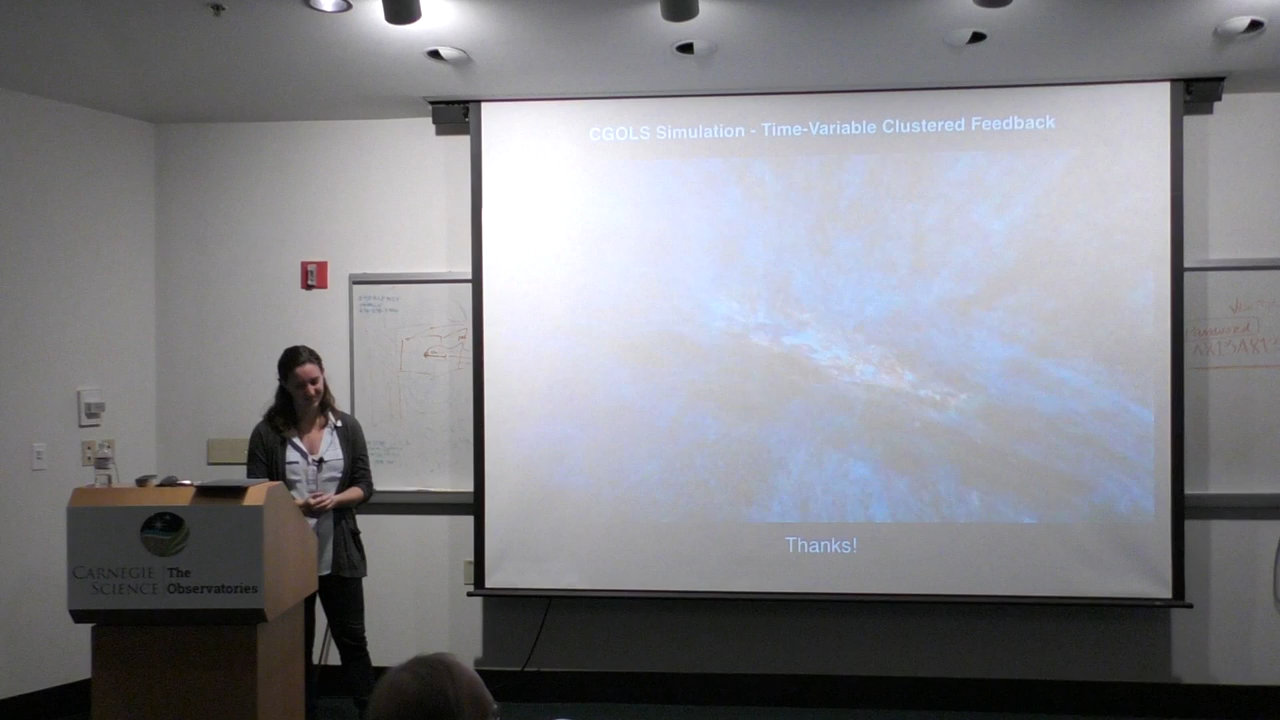 CGOLS Simulation - Time-Variable Clustered Feedback
Thanks!
CARNEGIE
SCIENCE
The
Observatories